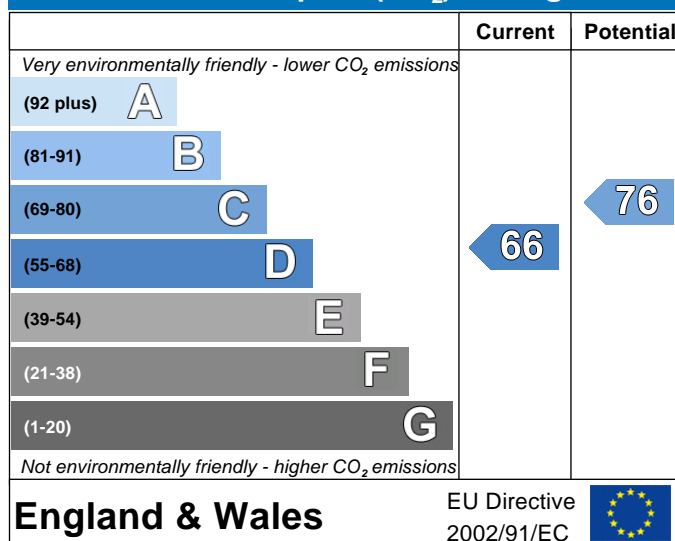 Current Potential
Very environmentally friendly - lower CO₂ emissions
(92 plus) A
(81-91) B
(69-80) C
76
66
(55-68) D
(39-54) E
(21-38) F
(1-20) G
Not environmentally friendly - higher CO₂ emissions
England & Wales
EU Directive
2002/91/EC